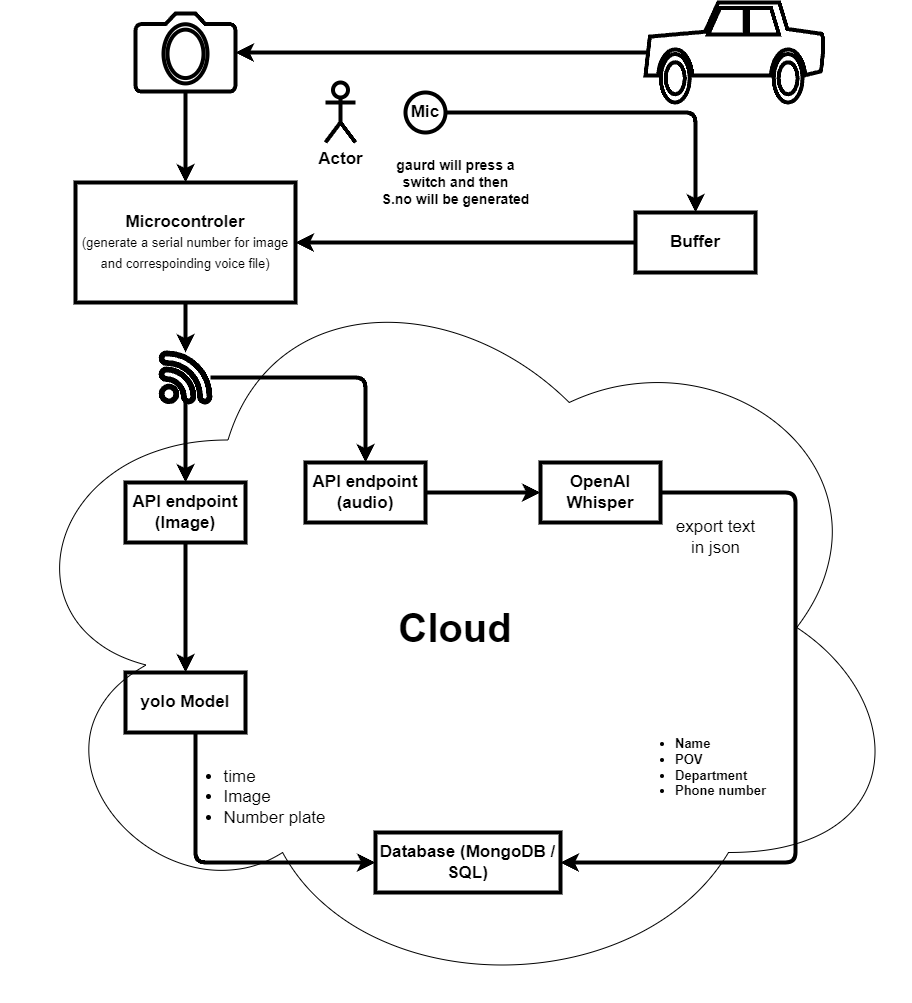 Mic
Actor
gaurd will press a
switch and then
S.no will be generated
Microcontroler
(generate a serial number for image
and correspoinding voice file)
Buffer
API endpoint
(Image)
API endpoint
(audio)
OpenAI
Whisper
export text
in json
Cloud
yolo Model
• time
• Image
• Number plate
• Name
• POV
• Department
• Phone number
Database (MongoDB /
SQL)